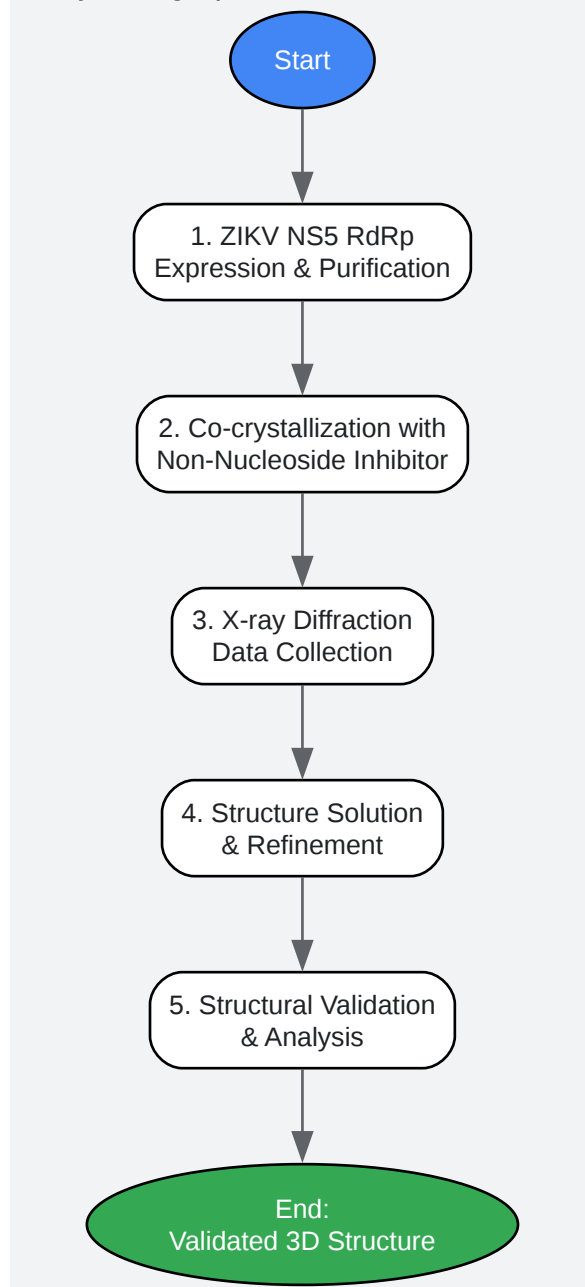 Start
1. ZIKV NS5 RdRp
Expression & Purification
2. Co-crystallization with
Non-Nucleoside Inhibitor
3. X-ray Diffraction
Data Collection
4. Structure Solution
& Refinement
5. Structural Validation
& Analysis
End:
Validated 3D Structure